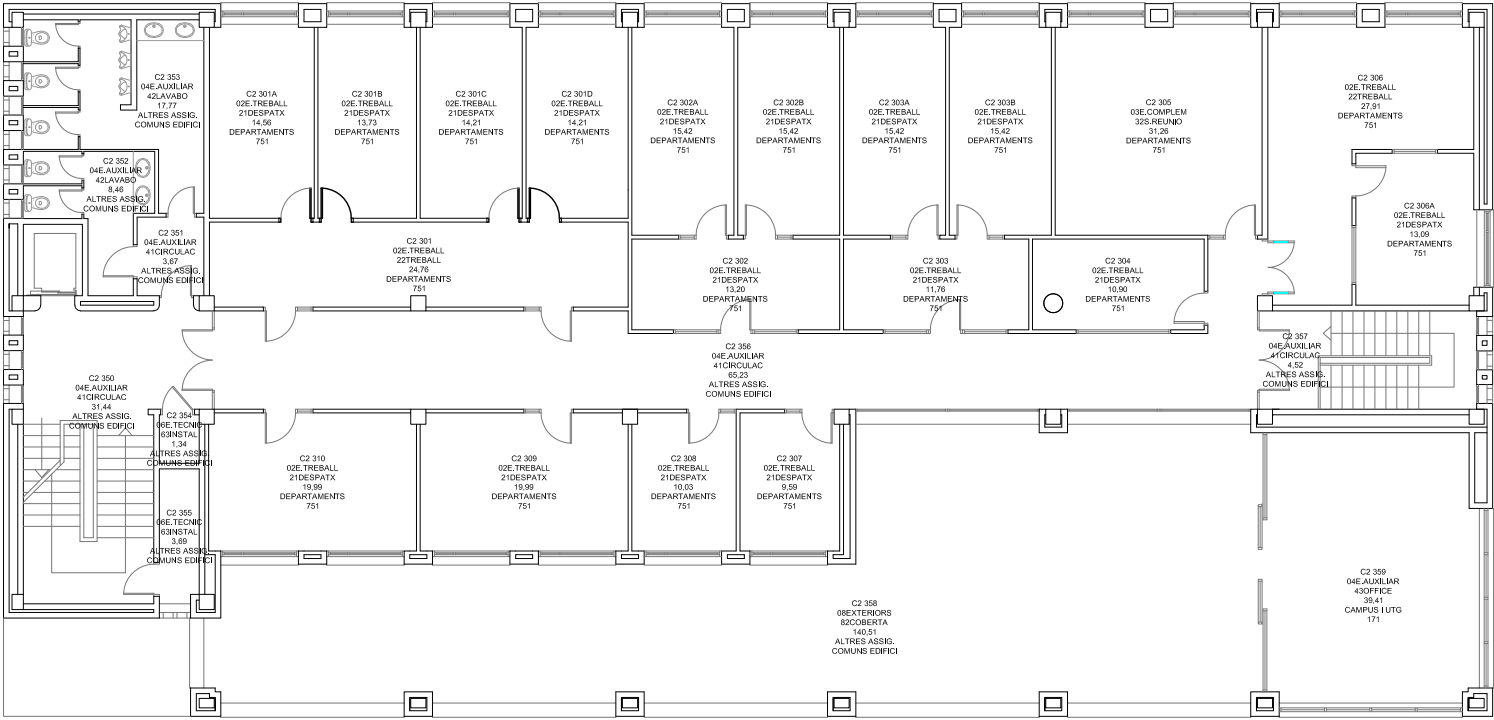 C2 353
04E.AUXILIAR
42LAVABO
17,77
ALTRES ASSIG.
COMUNS EDIFICI
C2 301A
02E.TREBALL
21DESPATX
14,56
DEPARTAMENTS
751
C2 301B
02E.TREBALL
21DESPATX
13,73
DEPARTAMENTS
751
C2 301C
02E.TREBALL
21DESPATX
14,21
DEPARTAMENTS
751
C2 301D
02E.TREBALL
21DESPATX
14,21
DEPARTAMENTS
751
C2 302A
02E.TREBALL
21DESPATX
15,42
DEPARTAMENTS
751
C2 302B
02E.TREBALL
21DESPATX
15,42
DEPARTAMENTS
751
C2 303A
02E.TREBALL
21DESPATX
15,42
DEPARTAMENTS
751
C2 303B
02E.TREBALL
21DESPATX
15,42
DEPARTAMENTS
751
C2 305
03E.COMPLEM
32S.REUNIO
31,26
DEPARTAMENTS
751
C2 306
02E.TREBALL
22TREBALL
27,91
DEPARTAMENTS
751
C2 352
04E.AUXILIAR
42LAVABO
8,46
ALTRES ASSIG.
COMUNS EDIFICI
C2 306A
02E.TREBALL
21DESPATX
13,09
DEPARTAMENTS
751
C2 351
04E.AUXILIAR
41CIRCULAC
3,67
ALTRES ASSIG.
COMUNS EDIFICI
C2 301
02E.TREBALL
22TREBALL
24,76
DEPARTAMENTS
751
C2 302
02E.TREBALL
21DESPATX
13,20
DEPARTAMENTS
751
C2 303
02E.TREBALL
21DESPATX
11,76
DEPARTAMENTS
751
C2 304
02E.TREBALL
21DESPATX
10,90
DEPARTAMENTS
751
C2 356
04E.AUXILIAR
41CIRCULAC
65,23
ALTRES ASSIG.
COMUNS EDIFICI
C2 357
04E.AUXILIAR
41CIRCULAC
4,52
ALTRES ASSIG.
COMUNS EDIFICI
C2 350
04E.AUXILIAR
41CIRCULAC
31,44
ALTRES ASSIG.
COMUNS EDIFICI
C2 354
06E.TECNIC
63INSTAL
1,34
ALTRES ASSIG.
COMUNS EDIFICI
C2 310
02E.TREBALL
21DESPATX
19,99
DEPARTAMENTS
751
C2 309
02E.TREBALL
21DESPATX
19,99
DEPARTAMENTS
751
C2 308
02E.TREBALL
21DESPATX
10,03
DEPARTAMENTS
751
C2 307
02E.TREBALL
21DESPATX
9,59
DEPARTAMENTS
751
C2 355
06E.TECNIC
63INSTAL
3,69
ALTRES ASSIG.
COMUNS EDIFICI
C2 358
08EXTERIORS
82COBERTA
140,51
ALTRES ASSIG.
COMUNS EDIFICI
C2 359
04E.AUXILIAR
43OFFICE
39,41
CAMPUS I UTG
171